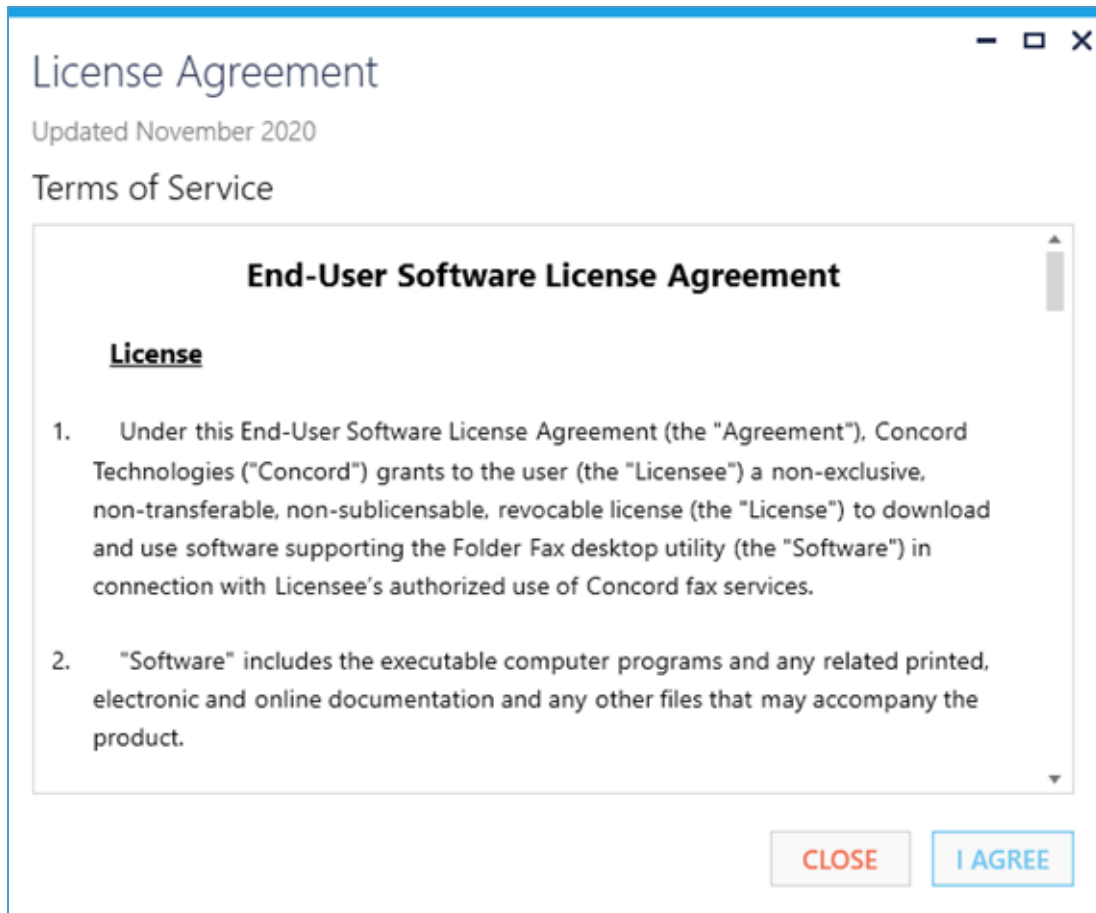 License Agreement
Updated November 2020
Terms of Service
End-User Software License Agreement
License
1. Under this End-User Software License Agreement (the "Agreement"), Concord
Technologies ("Concord") grants to the user (the "Licensee") a non-exclusive,
non-transferable, non-sublicensable, revocable license (the "License") to download
and use software supporting the Folder Fax desktop utility (the "Software") in
connection with Licensee’s authorized use of Concord fax services.
2. "Software" includes the executable computer programs and any related printed,
electronic and online documentation and any other files that may accompany the
product.
CLOSE
I AGREE